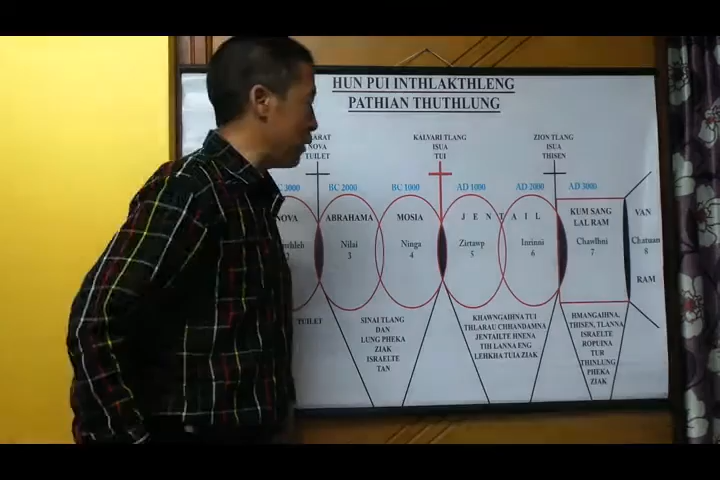 HUN PUI INTHLAKTHLENG
PATHIAN THUTHLUNG
NOVA
TUILET
KALVARI TLANG
ISUA
TUI
ZION TLANG
ISUA
THISEN
3000
BC 2000
BC 1000
AD 1000
AD 2000
AD 3000
NOVA
ABRAHAMA
MOSIA
JENTAIL
KUM SANG
LAL RAM
VAN
Nilai
3
Ninga
4
Zirtawp
5
Inrinni
6
Chawlhni
7
Chatuan
8
RAM
TUILET
SINAI TLANG
DAN
LUNG PHEKA
ZIAK
ISRAELTE
TAN
KHAWNGAIHNA TUI
THLARAU CHHANDAMNA
JENTAILTE HNENA
TIH LANNA ENG
LEHKHA TUIA ZIAK
HMANGAIHNA,
THISEN, TLANNA
ISRAELTE
ROPUINA
TUR
THINLUNG
PHEKA
ZIAK